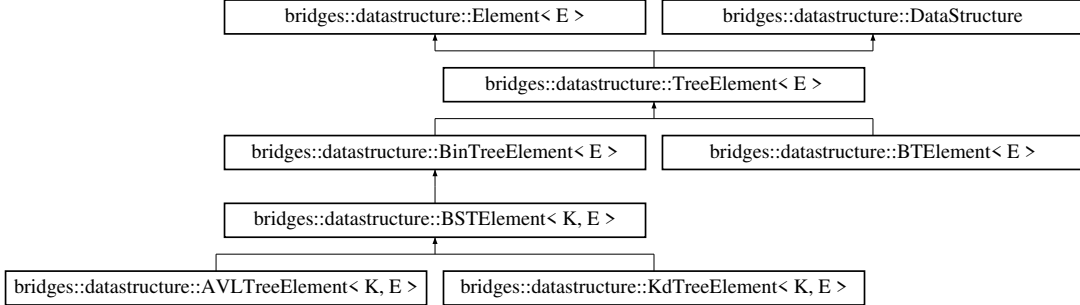 bridges::datastructure::Element< E >
bridges::datastructure::DataStructure
bridges::datastructure::TreeElement< E >
bridges::datastructure::BinTreeElement< E >
bridges::datastructure::BTElement< E >
bridges::datastructure::BSTElement< K, E >
bridges::datastructure::AVLTreeElement< K, E >
bridges::datastructure::KdTreeElement< K, E >